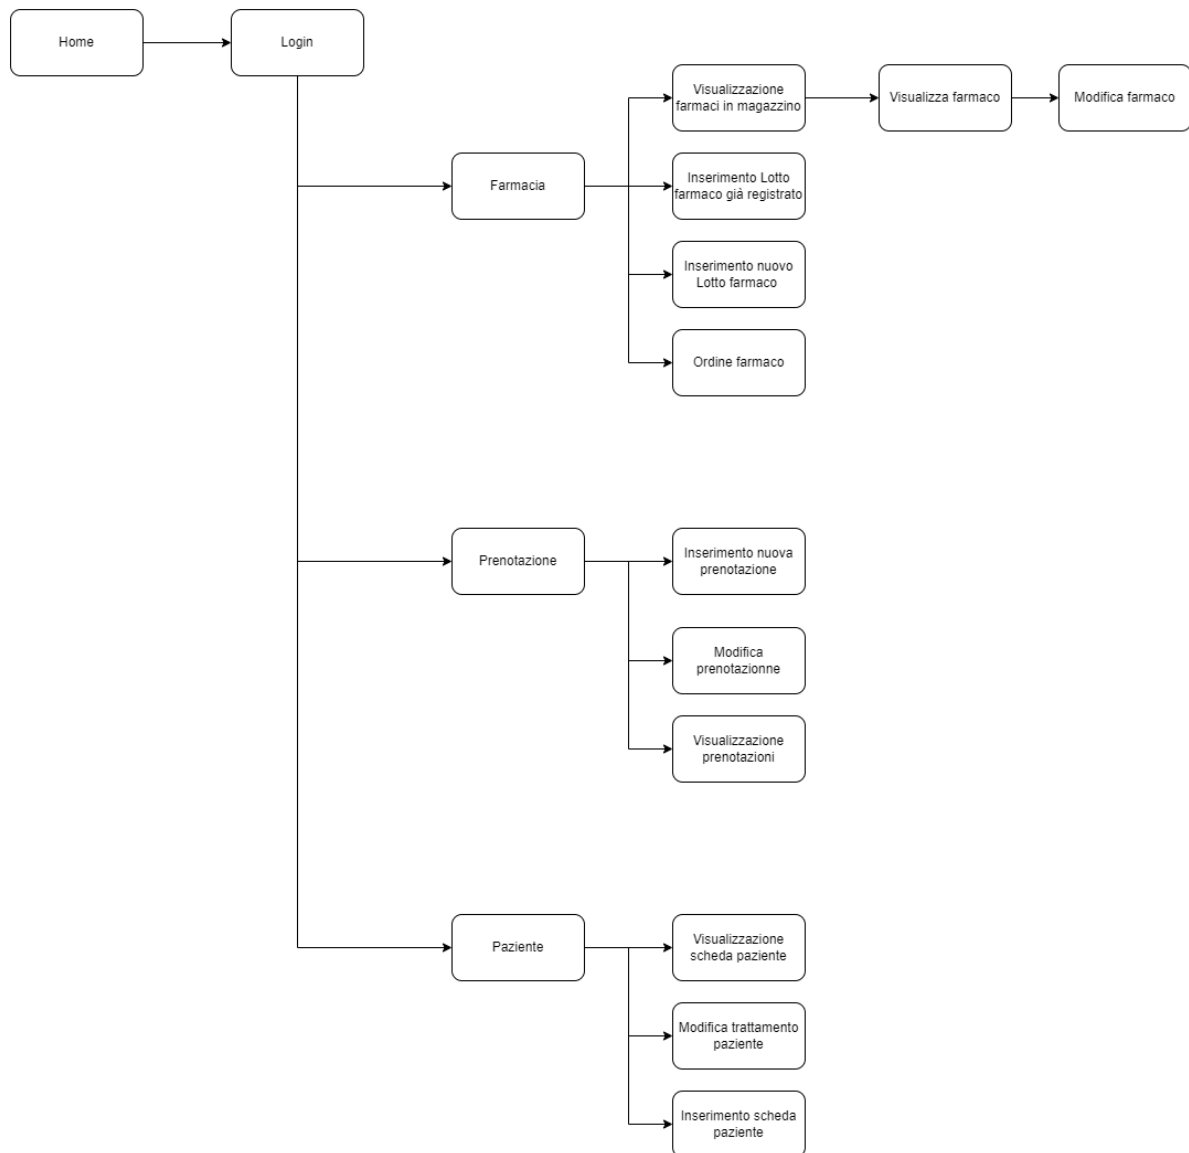 Home
Login
Visualizzazione
farmaci in magazzino
Visualizza farmaco
Modifica farmaco
Farmacia
Inserimento Lotto
farmaco già registrato
Inserimento nuovo
Lotto farmaco
Ordine farmaco
Prenotazione
Inserimento nuova
prenotazione
Modifica
prenotazionne
Visualizzazione
prenotazioni
Paziente
Visualizzazione
scheda paziente
Modifica trattamento
paziente
Inserimento scheda
paziente